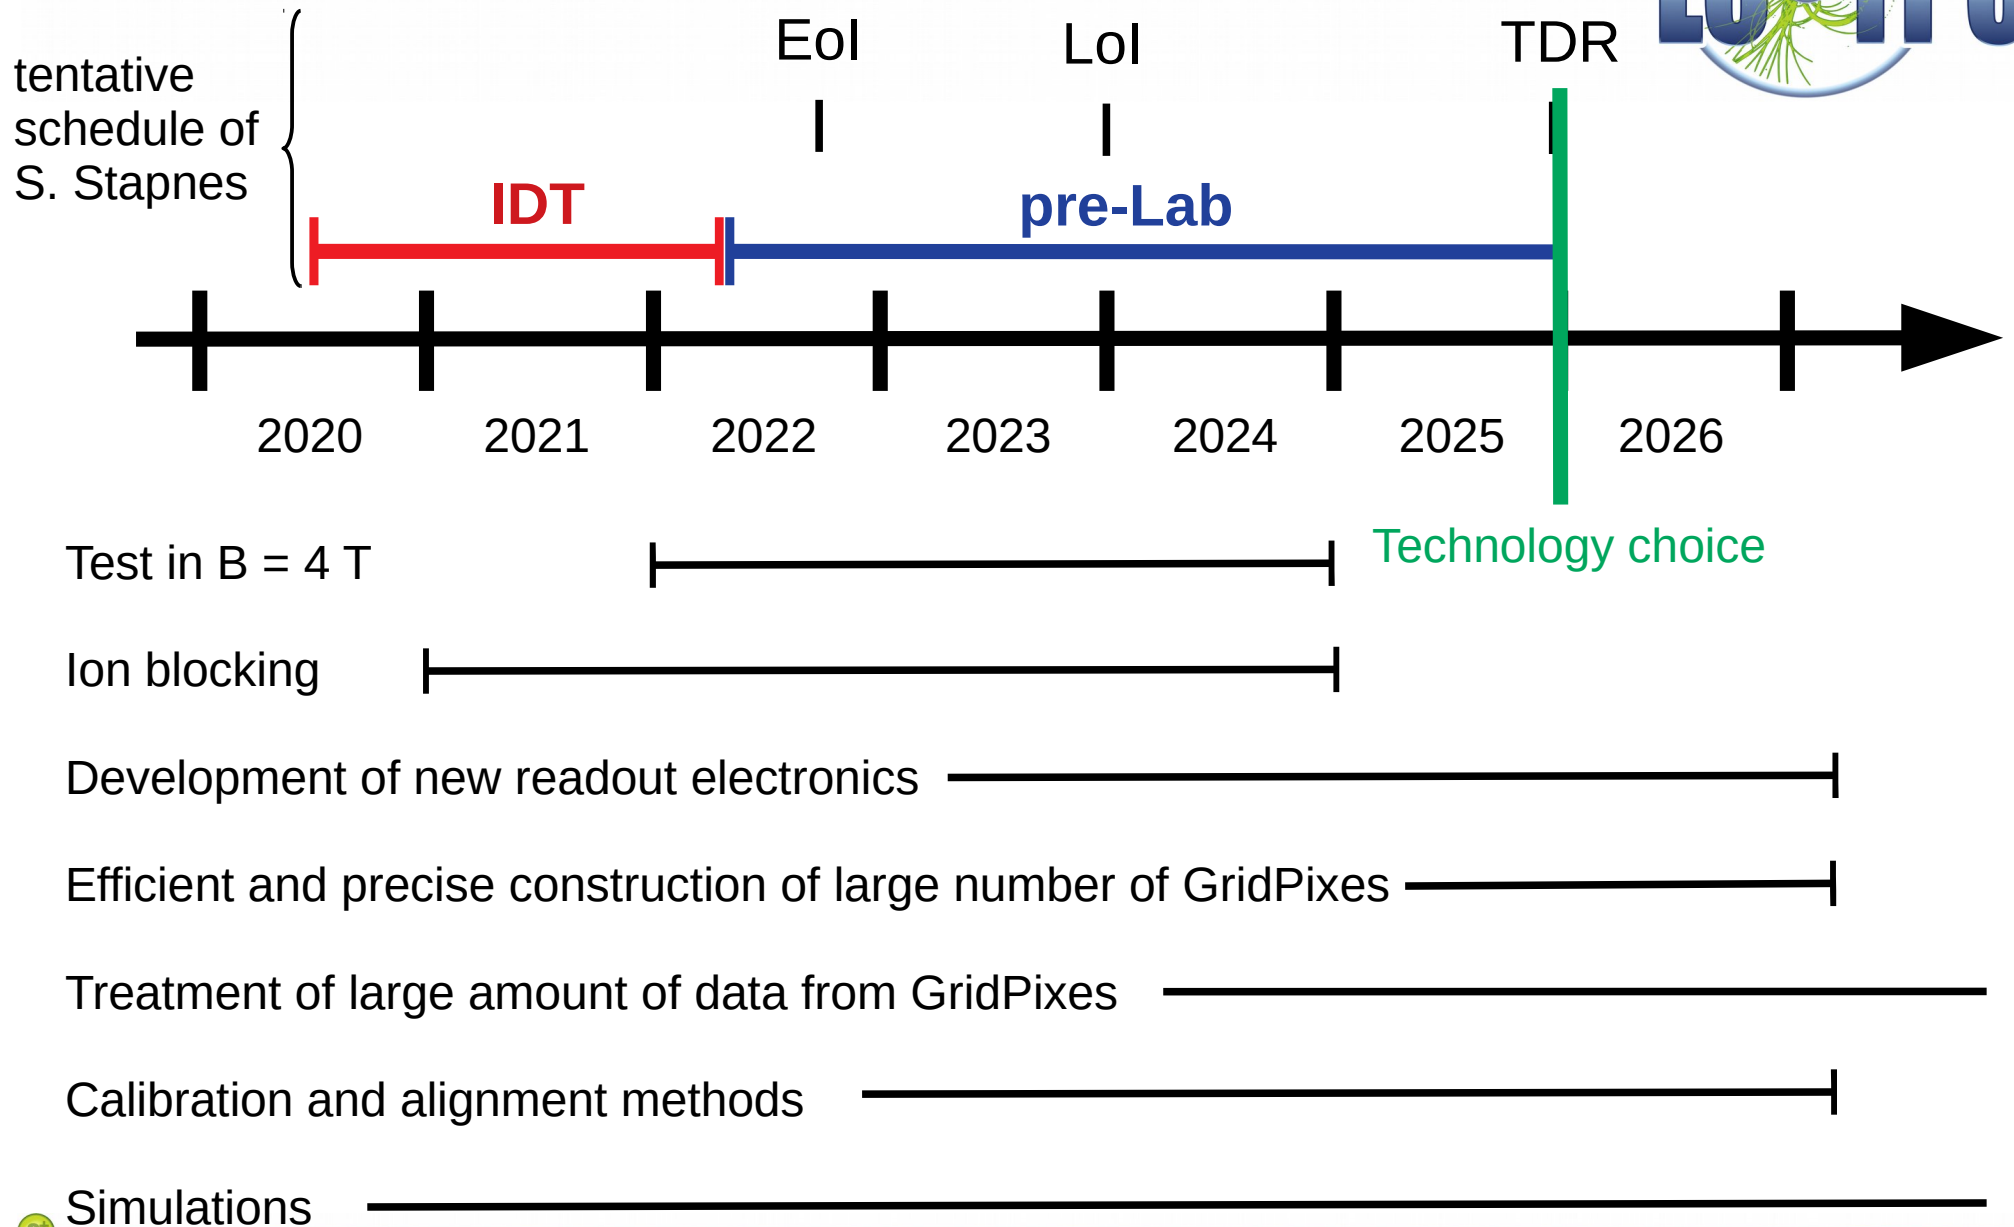 EoI
LoI
TDR
tentative
schedule of
S. Stapnes
IDT
pre-Lab
2020
2021
2022
2023
2024
2025
2026
Technology choice
Test in B = 4 T
Ion blocking
Development of new readout electronics
Efficient and precise construction of large number of GridPixes
Treatment of large amount of data from GridPixes
Calibration and alignment methods
Simulations